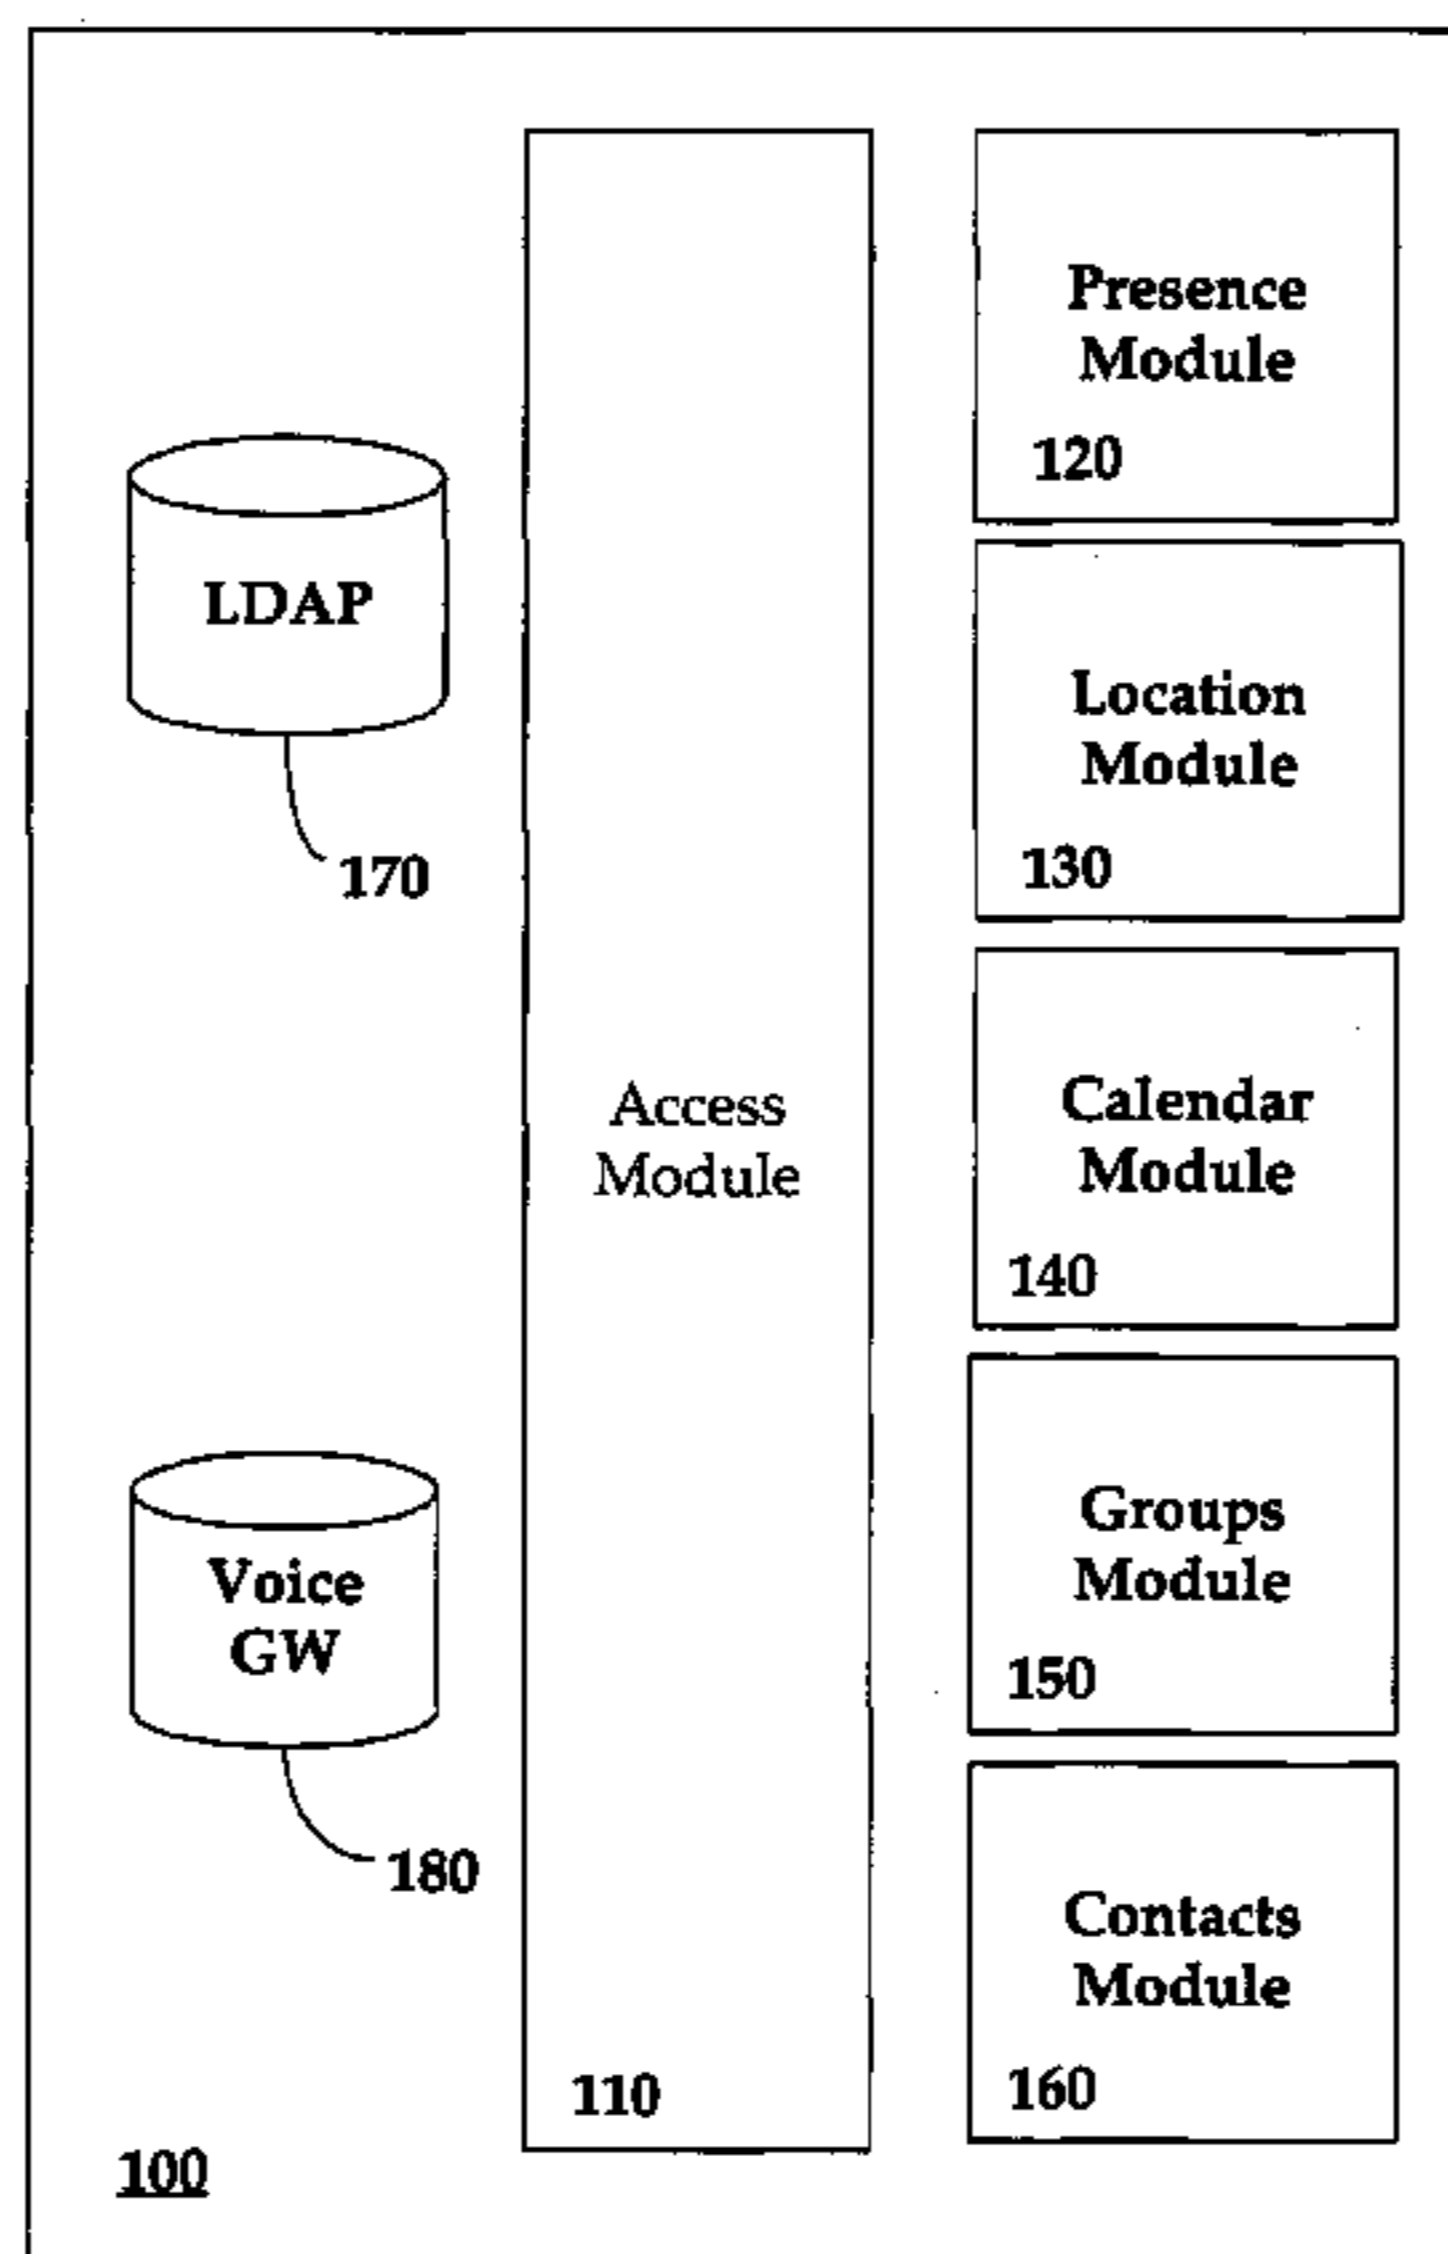 Presence
Module
120
LDAP
170
Location
Module
130
Access
Module
110
Calendar
Module
140
Voice
GW
180
Groups
Module
150
Contacts
Module
160
100